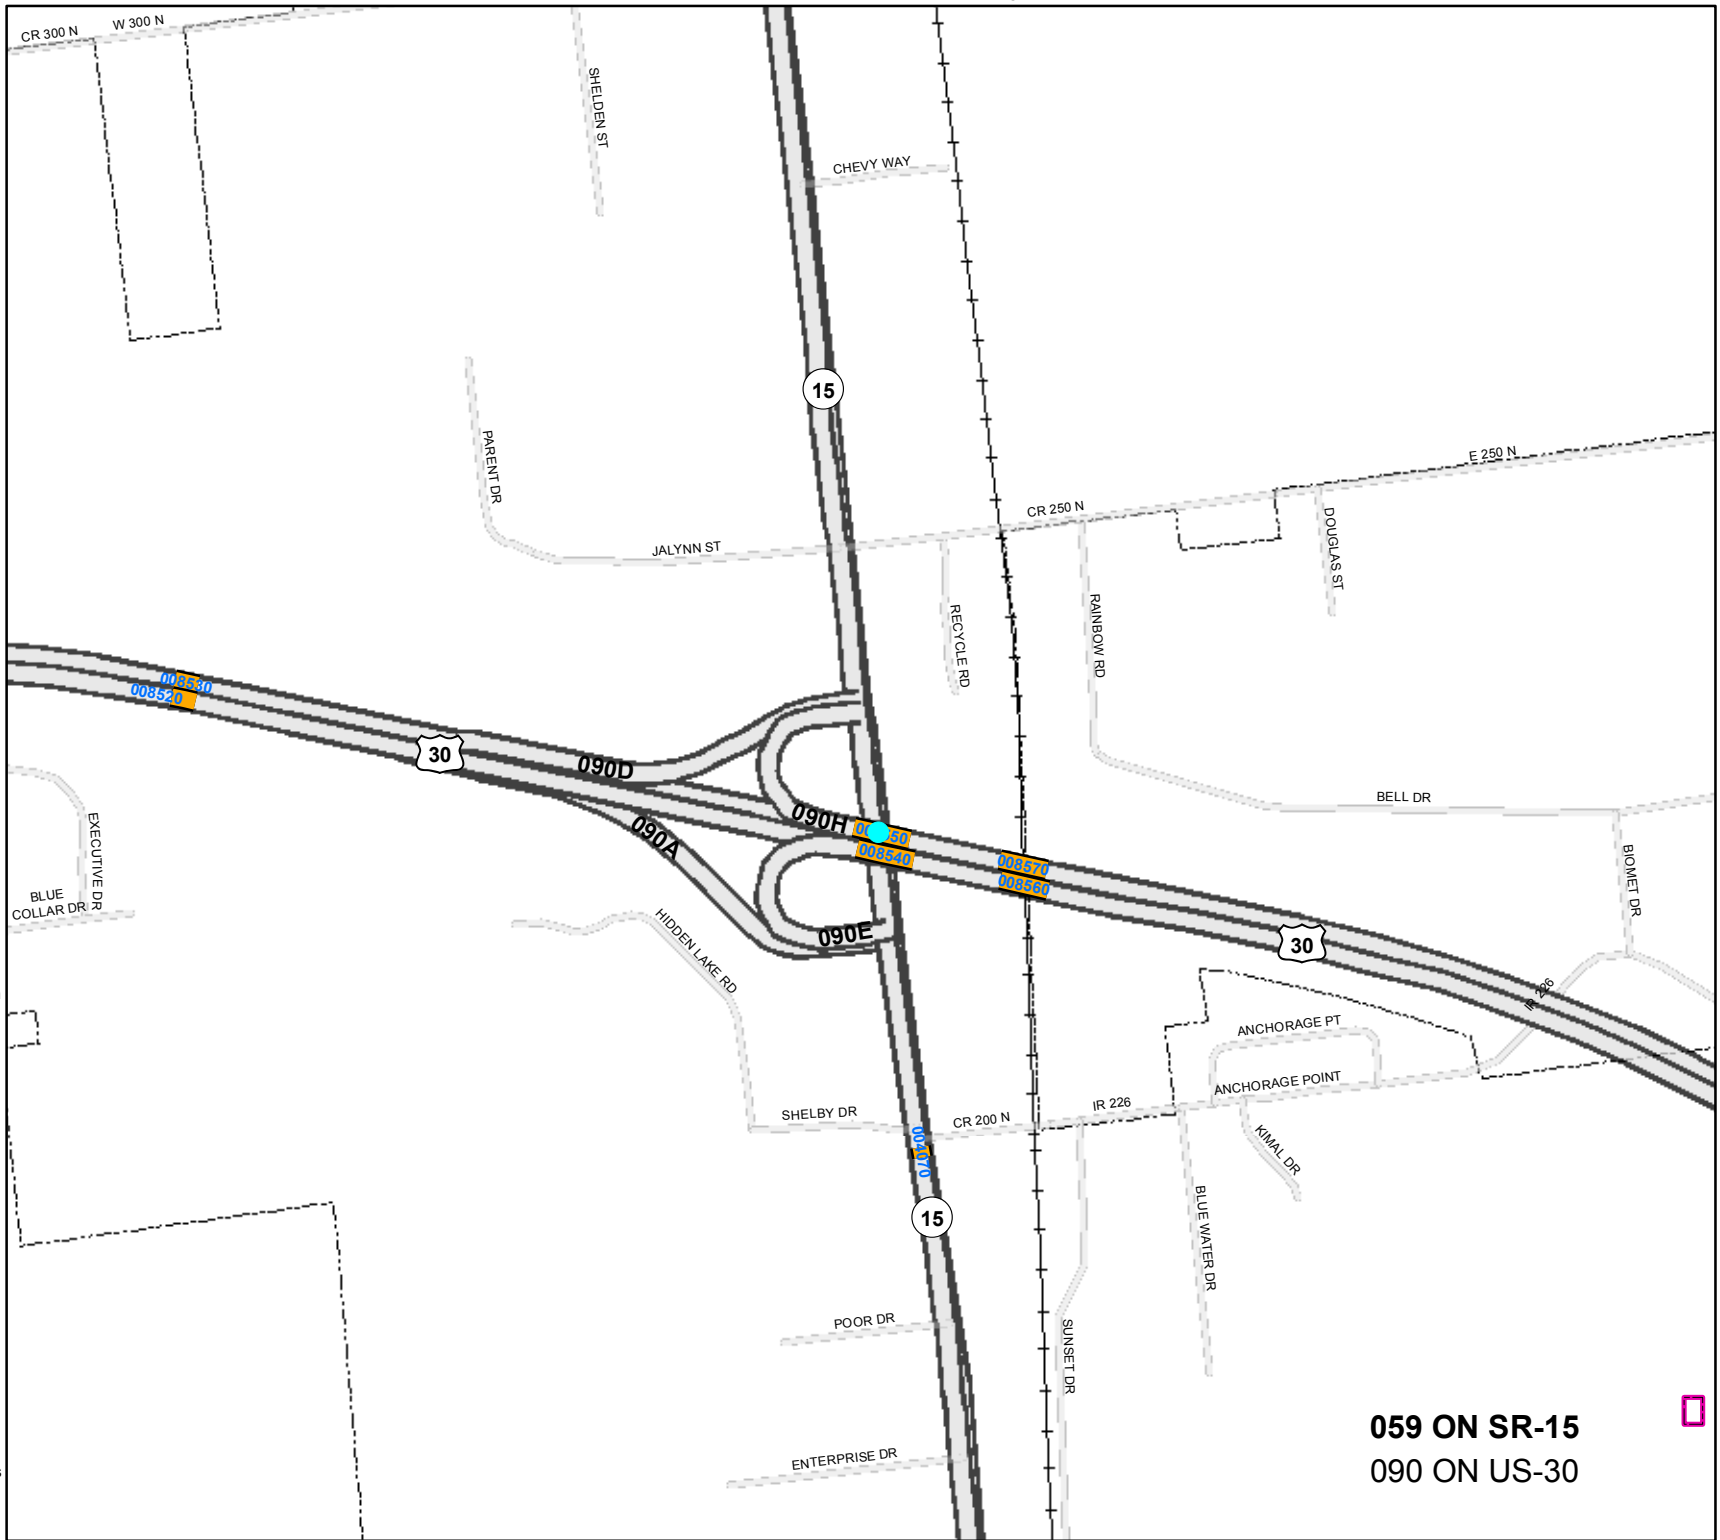 CR 300 N
W 300 N
SHELDEN ST
CHEVY WAY
15
PARENT DR
E 250 N
CR 250 N
DOUGLAS ST
JALYNN ST
RECYCLE RD
RAINBOW RD
008530
008520
30
090D
BELL DR
090H
090A
008540
008570
008560
EXECUTIVE DR
BLUE
COLLAR DR
BIOMET DR
HIDDEN LAKE RD
090E
30
IR 226
ANCHORAGE PT
ANCHORAGE POINT
IR 226
SHELBY DR
CR 200 N
004070
KIMAL DR
15
BLUE WATER DR
POOR DR
SUNSET DR
ENTERPRISE DR
059 ON SR-15
090 ON US-30